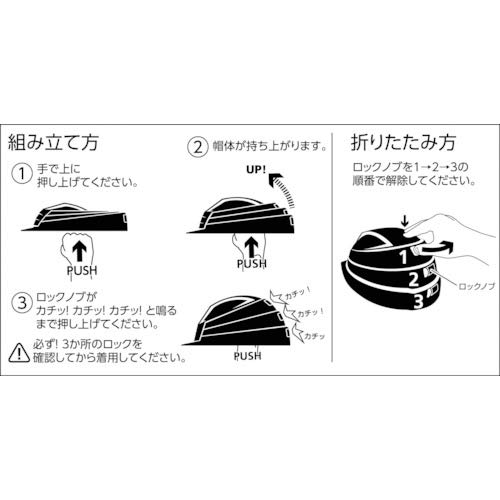 組み立て方
① 手で上に
押し上げてください。
PUSH
② 帽体が持ち上がります。
UP!
PUSH
③ ロックノブが
カチッ! カチッ! カチッ! と鳴る
まで押し上げてください。
必ず! 3か所のロックを
確認してから着用してください。
カチッ!
カチッ!
カチッ
PUSH
折りたたみ方
ロックノブを1→2→3の
順番で解除してください。
1
2
3
ロックノブ